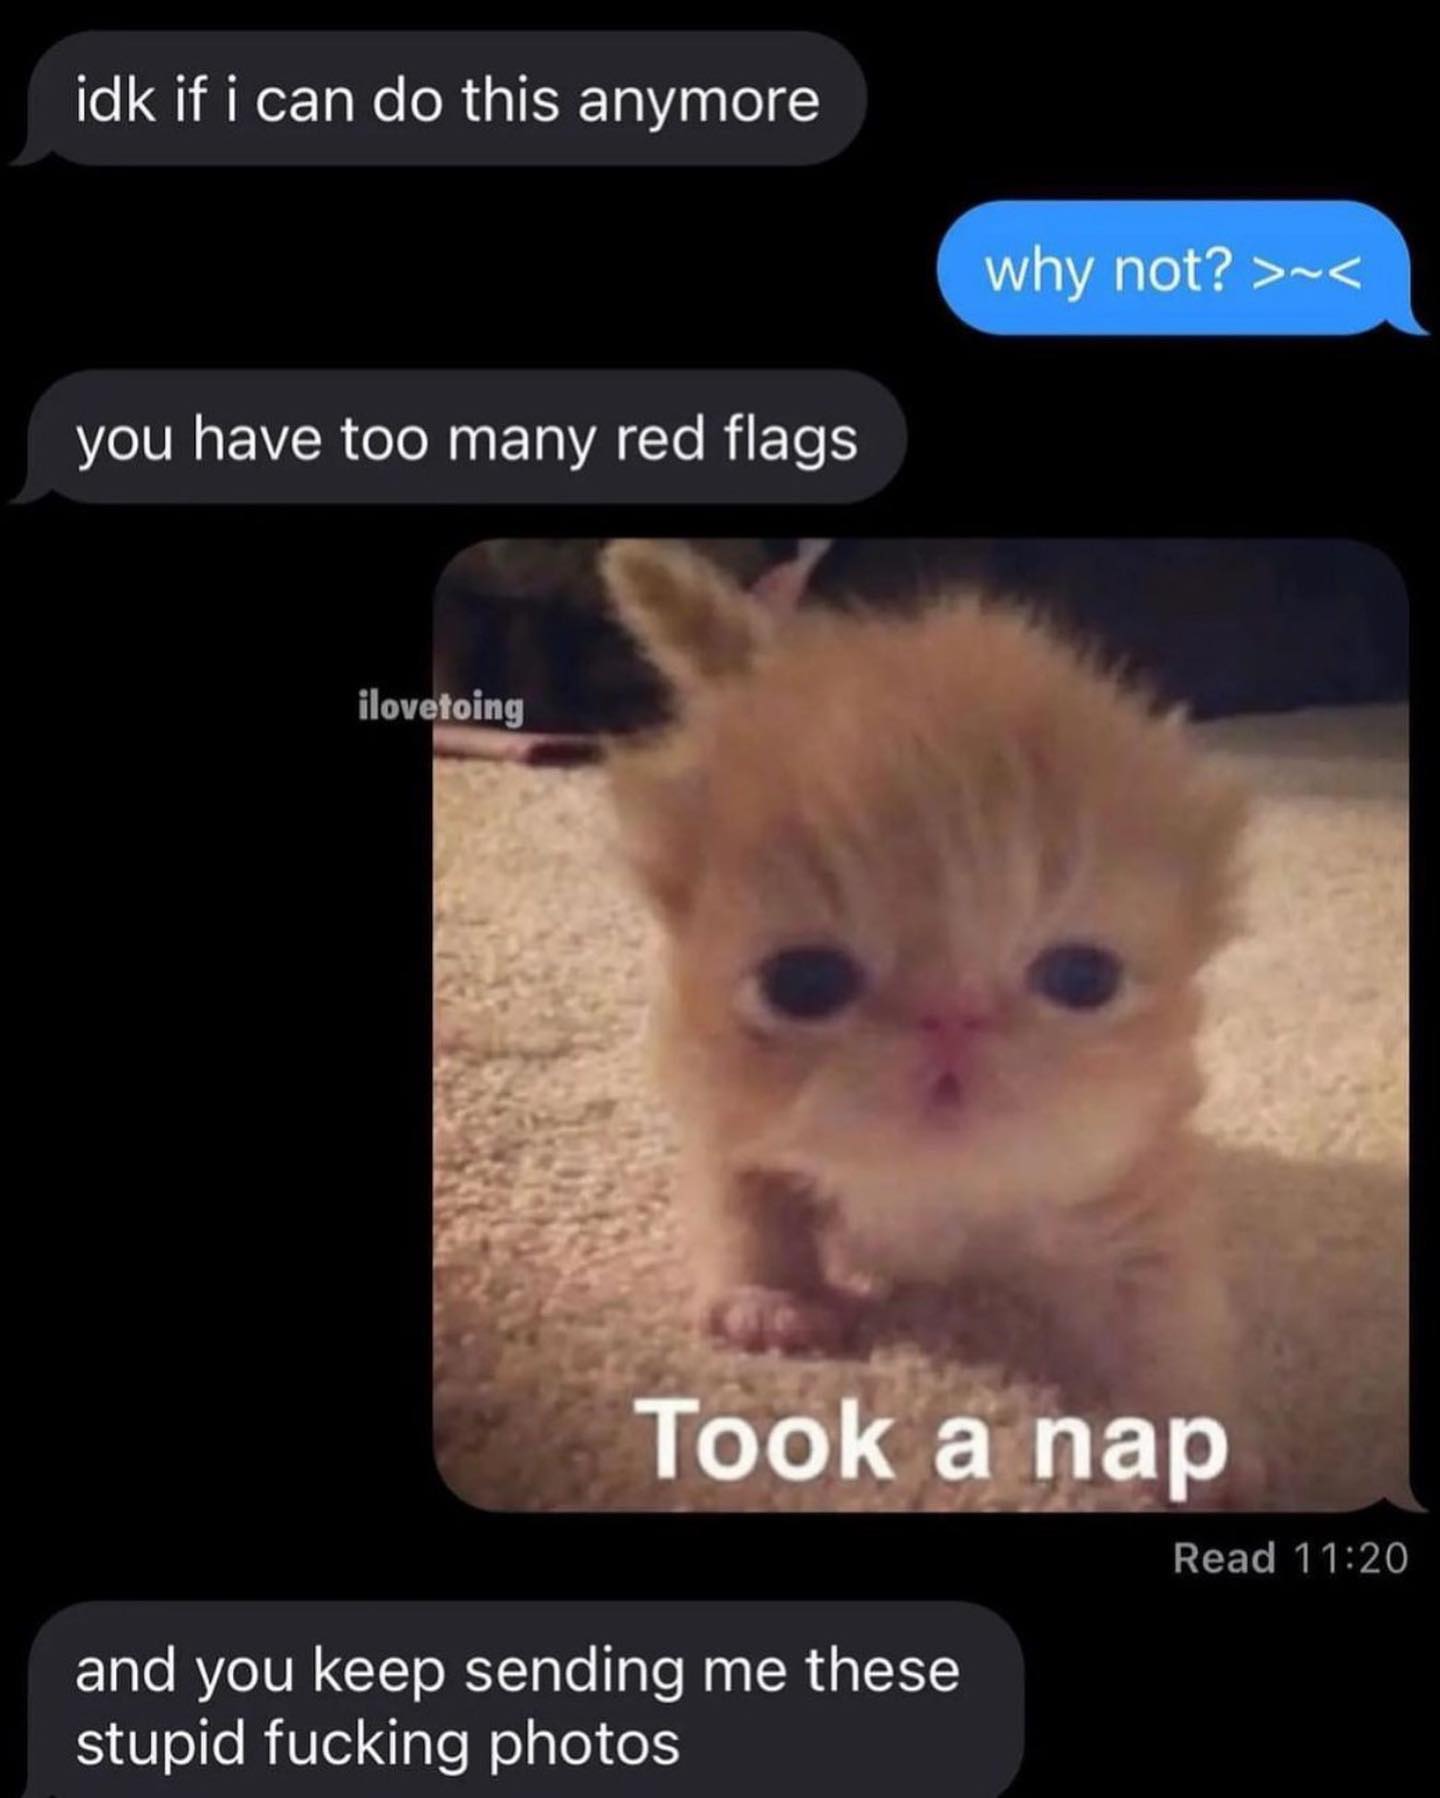 idk if i can do this anymore
why not? >~<
you have too many red flags
ilovetoing
Took a nap
Read 11:20
and you keep sending me these
stupid fucking photos